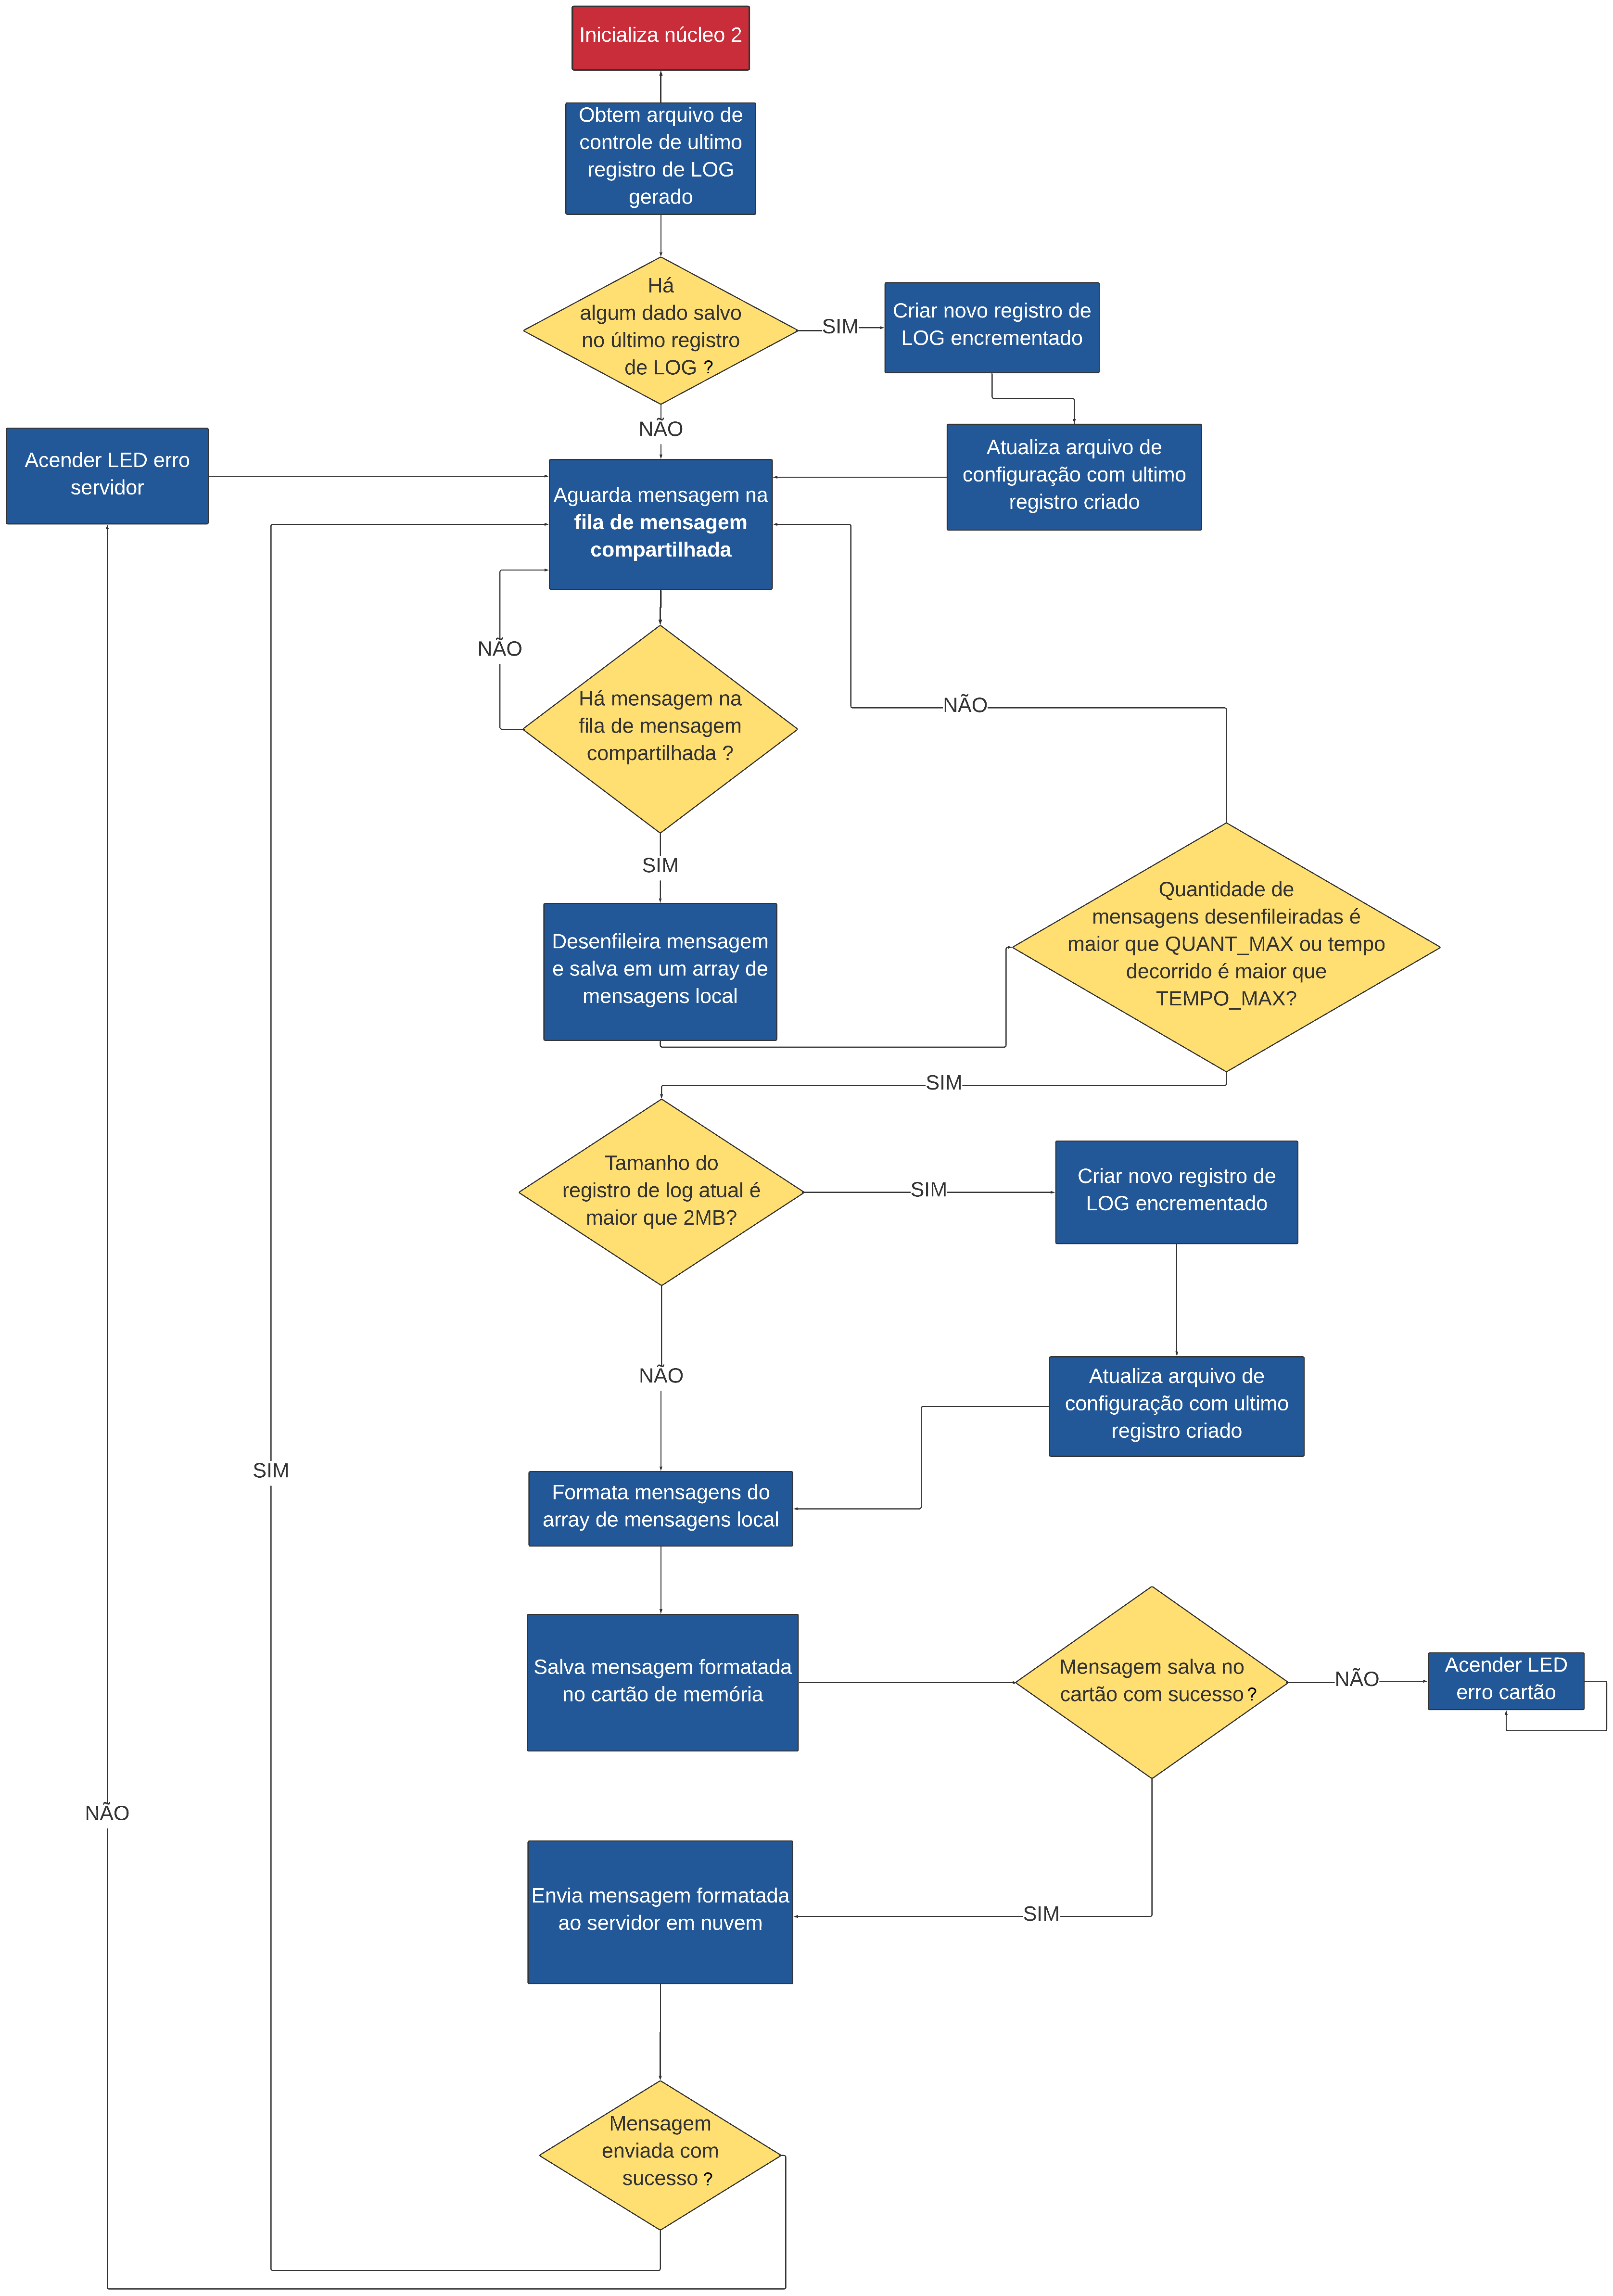 Inicializa núcleo 2
Obtem arquivo de
controle de ultimo
registro de LOG
gerado
Há
algum dado salvo
no último registro
de LOG ?
SIM
Criar novo registro de
LOG encrementado
NÃO
Atualiza arquivo de
configuração com ultimo
registro criado
Acender LED erro
servidor
Aguarda mensagem na
fila de mensagem
compartilhada
NÃO
Há mensagem na
fila de mensagem
compartilhada ?
NÃO
SIM
Desenfileira mensagem
e salva em um array de
mensagens local
Quantidade de
mensagens desenfileiradas é
maior que QUANT_MAX ou tempo
decorrido é maior que
TEMPO_MAX?
SIM
Tamanho do
registro de log atual é
maior que 2MB?
SIM
Criar novo registro de
LOG encrementado
NÃO
Atualiza arquivo de
configuração com ultimo
registro criado
SIM
Formata mensagens do
array de mensagens local
Salva mensagem formatada
no cartão de memória
Mensagem salva no
cartão com sucesso ?
NÃO
Acender LED
erro cartão
NÃO
Envia mensagem formatada
ao servidor em nuvem
SIM
Mensagem
enviada com
sucesso ?